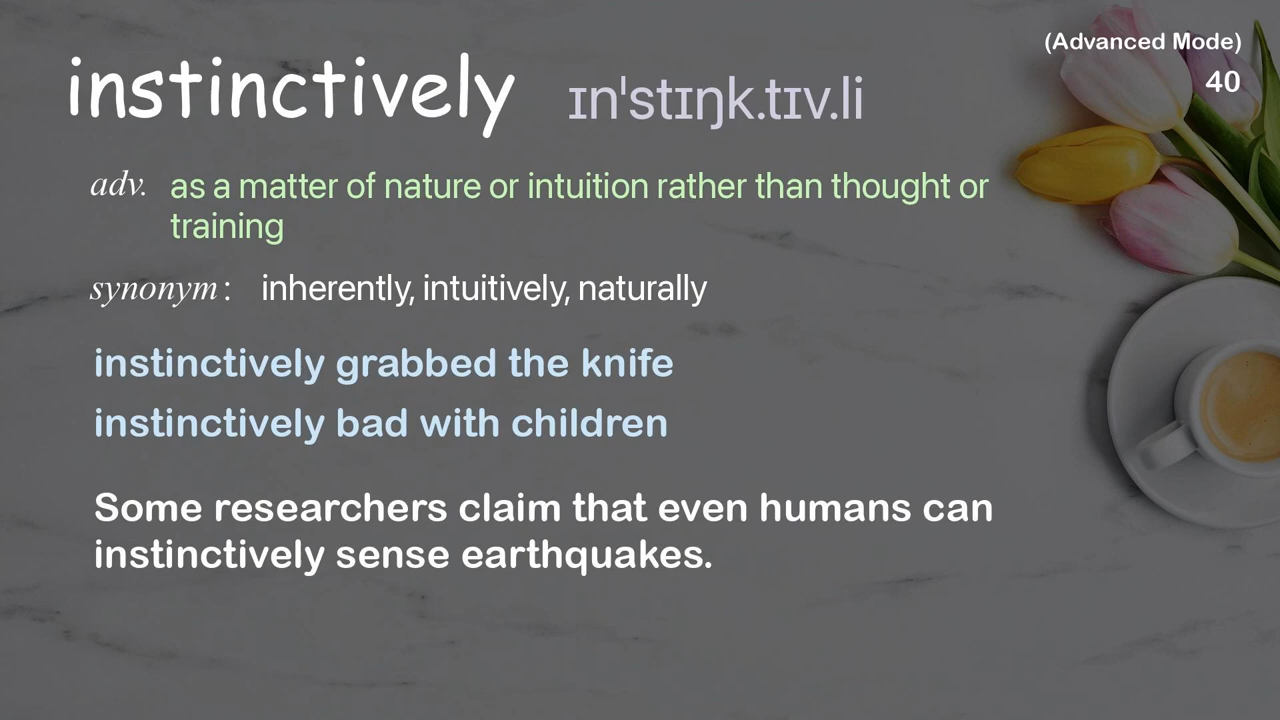 (Advanced Mode)
40
instinctively ɪnˈstɪŋk.tɪv.li
adv. as a matter of nature or intuition rather than thought or
training
synonym: inherently, intuitively, naturally
instinctively grabbed the knife
instinctively bad with children
Some researchers claim that even humans can
instinctively sense earthquakes.